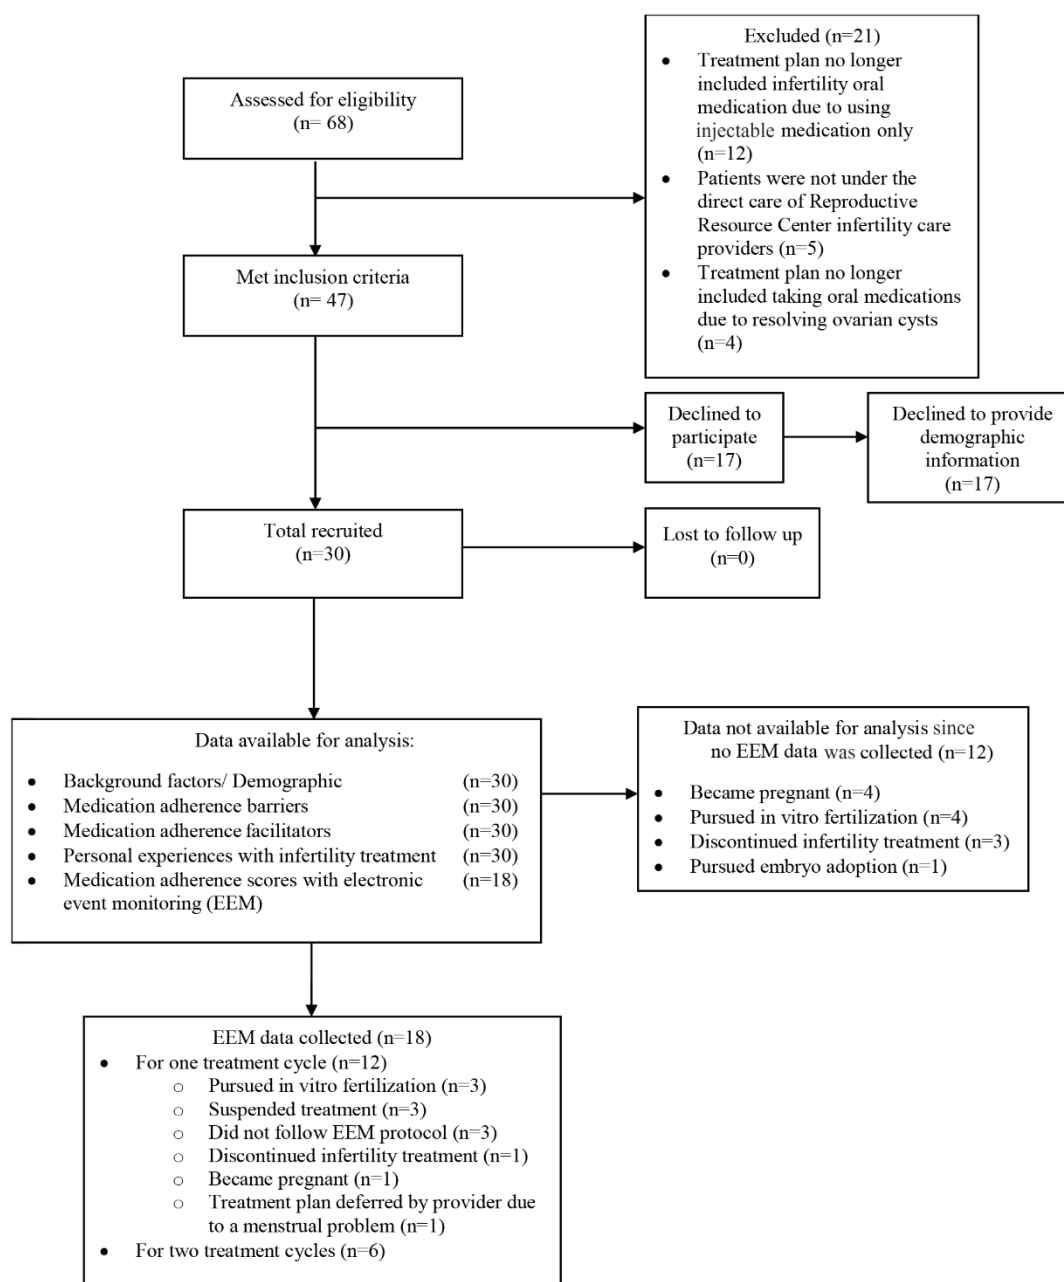 Assessed for eligibility
(n= 68)
Excluded (n=21)
• Treatment plan no longer
included infertility oral
medication due to using
injectable medication only
(n=12)
• Patients were not under the
direct care of Reproductive
Resource Center infertility care
providers (n=5)
• Treatment plan no longer
included taking oral medications
due to resolving ovarian cysts
(n=4)
Met inclusion criteria
(n= 47)
Declined to
participate
(n=17)
Declined to provide
demographic
information
(n=17)
Total recruited
(n=30)
Lost to follow up
(n=0)
Data available for analysis:
• Background factors/ Demographic (n=30)
• Medication adherence barriers (n=30)
• Medication adherence facilitators (n=30)
• Personal experiences with infertility treatment (n=30)
• Medication adherence scores with electronic (n=18)
event monitoring (EEM)
Data not available for analysis since
no EEM data was collected (n=12)
• Became pregnant (n=4)
• Pursued in vitro fertilization (n=4)
• Discontinued infertility treatment (n=3)
• Pursued embryo adoption (n=1)
EEM data collected (n=18)
• For one treatment cycle (n=12)
○ Pursued in vitro fertilization (n=3)
○ Suspended treatment (n=3)
○ Did not follow EEM protocol (n=3)
○ Discontinued infertility treatment (n=1)
○ Became pregnant (n=1)
○ Treatment plan deferred by provider due
to a menstrual problem (n=1)
• For two treatment cycles (n=6)